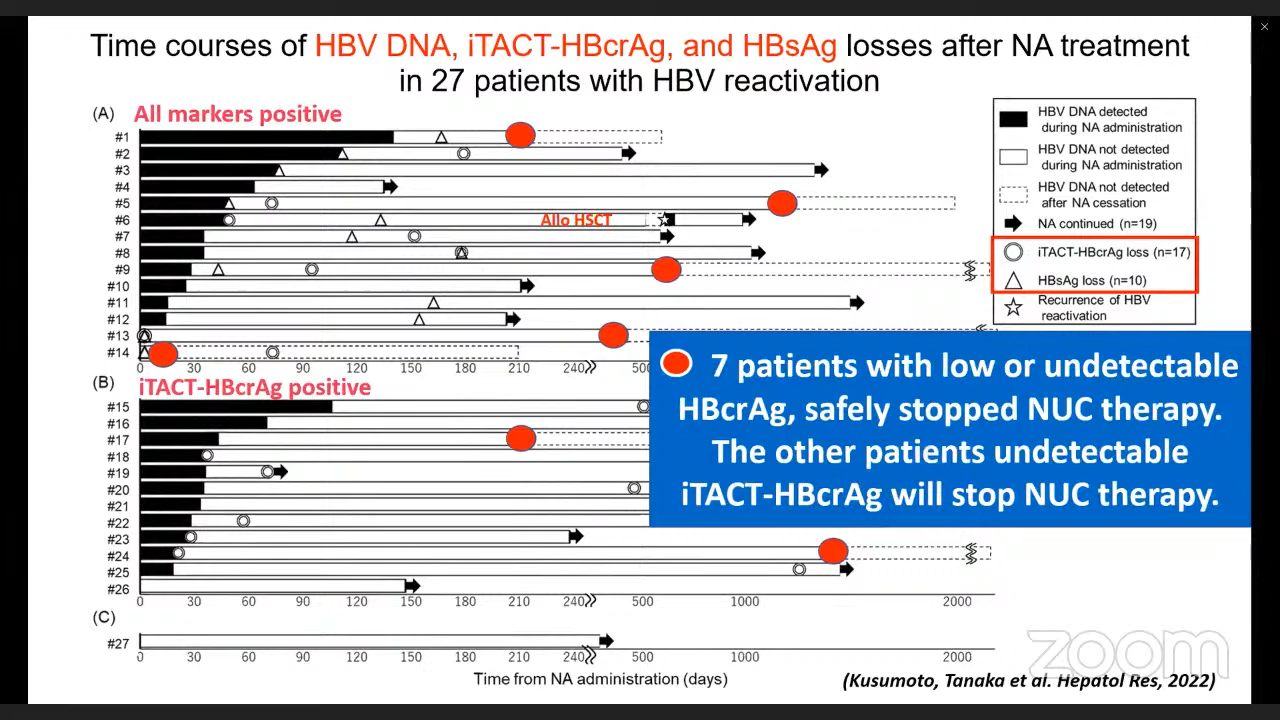 Time courses of HBV DNA, iTACT-HBcrAg, and HBsAg losses after NA treatment
in 27 patients with HBV reactivation
(A) All markers positive
#1
#2
#3
#4
#5
#6 Allo HSCT
#7
#8
#9
#10
#11
#12
#13
#14
0 30 60 90 120 150 180 210 240 500
HBV DNA detected
during NA administration
HBV DNA not detected
during NA administration
HBV DNA not detected
after NA cessation
NA continued (n=19)
iTACT-HBcrAg loss (n=17)
HBsAg loss (n=10)
Recurrence of HBV
reactivation
7 patients with low or undetectable
HBcrAg, safely stopped NUC therapy.
The other patients undetectable
iTACT-HBcrAg will stop NUC therapy.
(B) iTACT-HBcrAg positive
#15
#16
#17
#18
#19
#20
#21
#22
#23
#24
#25
#26
0 30 60 90 120 150 180 210 240 500 1000 2000
(C)
#27
0 30 60 90 120 150 180 210 240 500 1000 2000
Time from NA administration (days)
zoom
(Kusumoto, Tanaka et al. Hepatol Res, 2022)